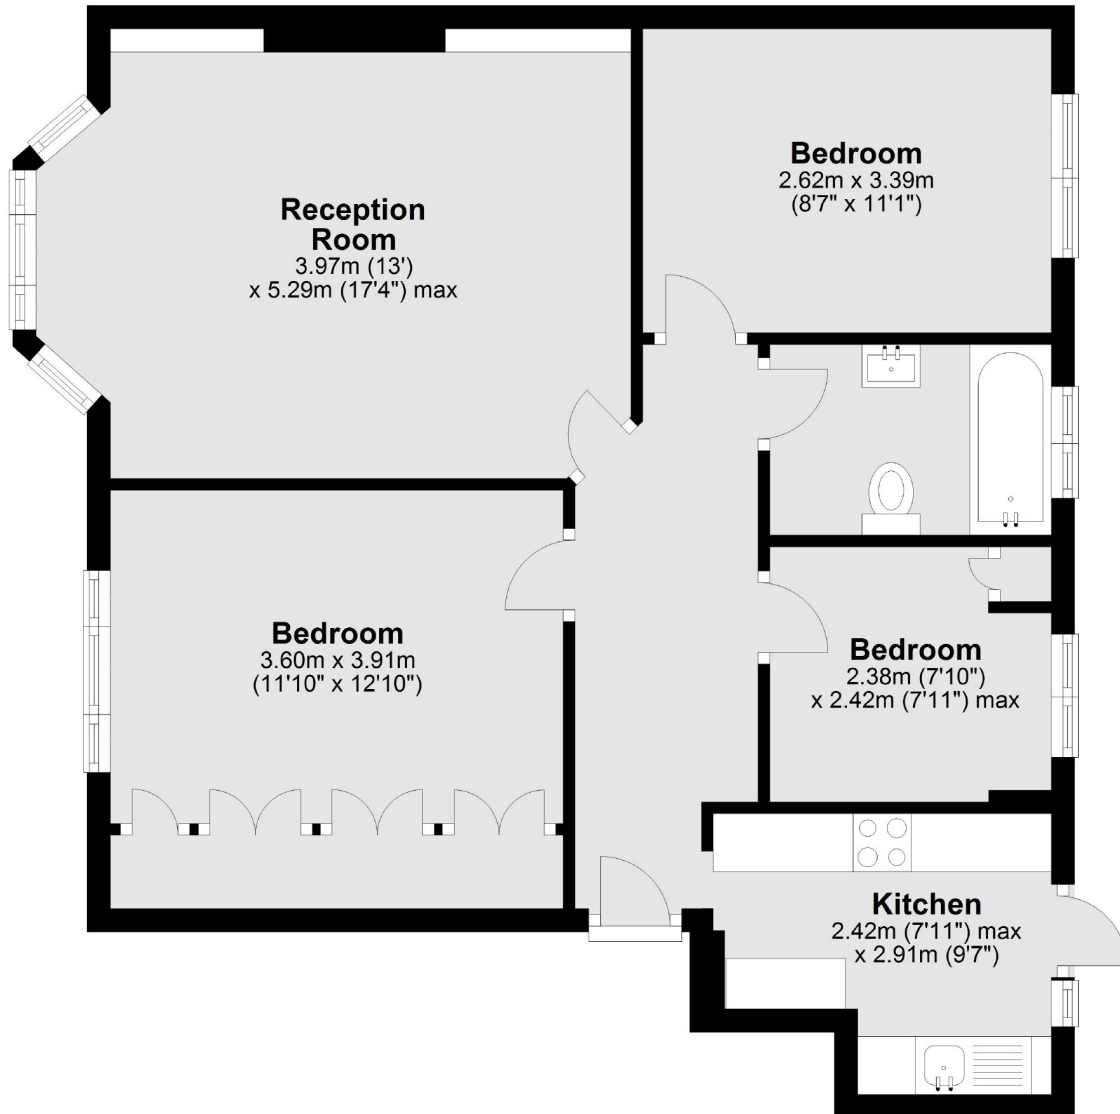 Reception
Room
3.97m (13')
x 5.29m (17'4") max
Bedroom
2.62m x 3.39m
(8'7" x 11'1")
Bedroom
3.60m x 3.91m
(11'10" x 12'10")
Bedroom
2.38m (7'10")
x 2.42m (7'11") max
Kitchen
2.42m (7'11") max
x 2.91m (9'7")